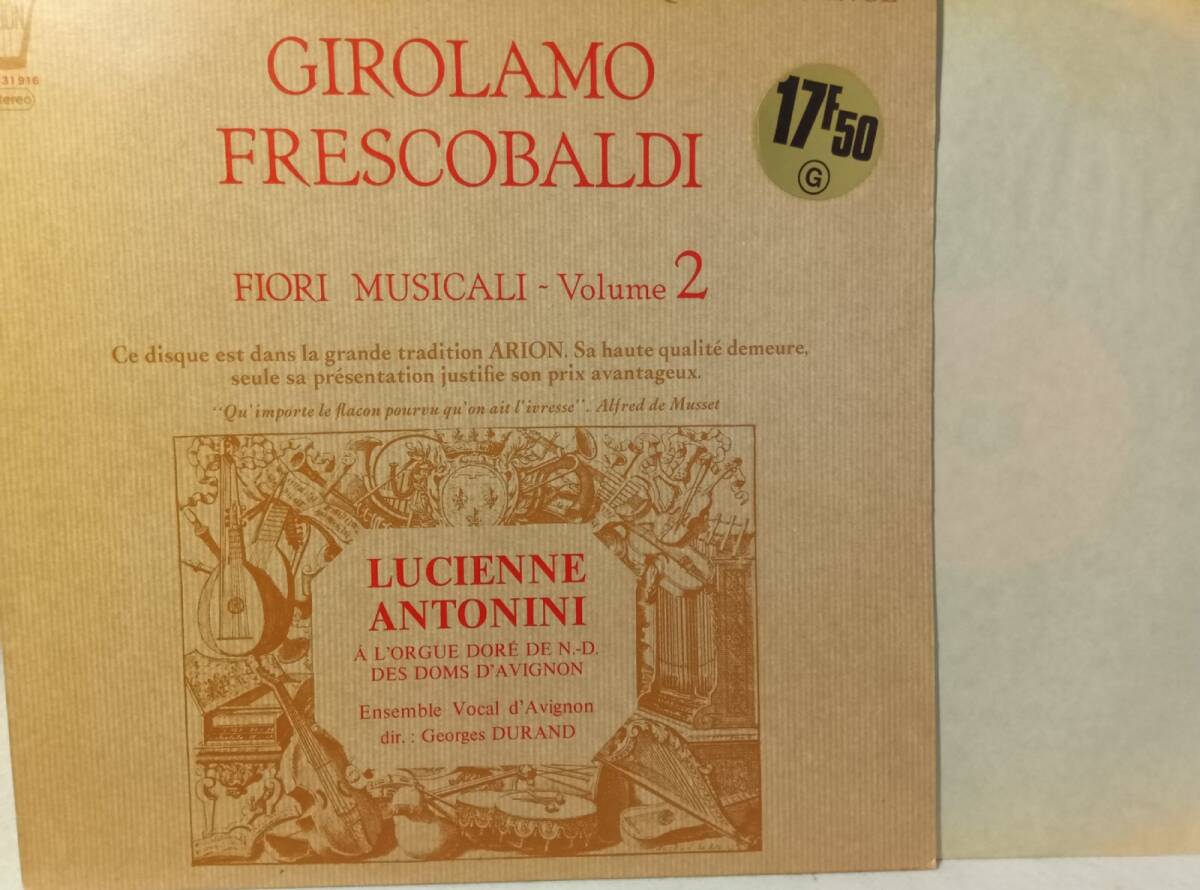 31916
stereo
GIROLAMO
FRESCOBALDI
17F50
G
FIORI MUSICALI - Volume 2
Ce disque est dans la grande tradition ARION. Sa haute qualité demeure,
seule sa présentation justifie son prix avantageux.
"Qu'importe le flacon pourvu qu'on ait l'ivresse". Alfred de Musset
LUCIENNE
ANTONINI
À L'ORGUE DORÉ DE N.-D.
DES DOMS D'AVIGNON
Ensemble Vocal d'Avignon
dir. : Georges DURAND